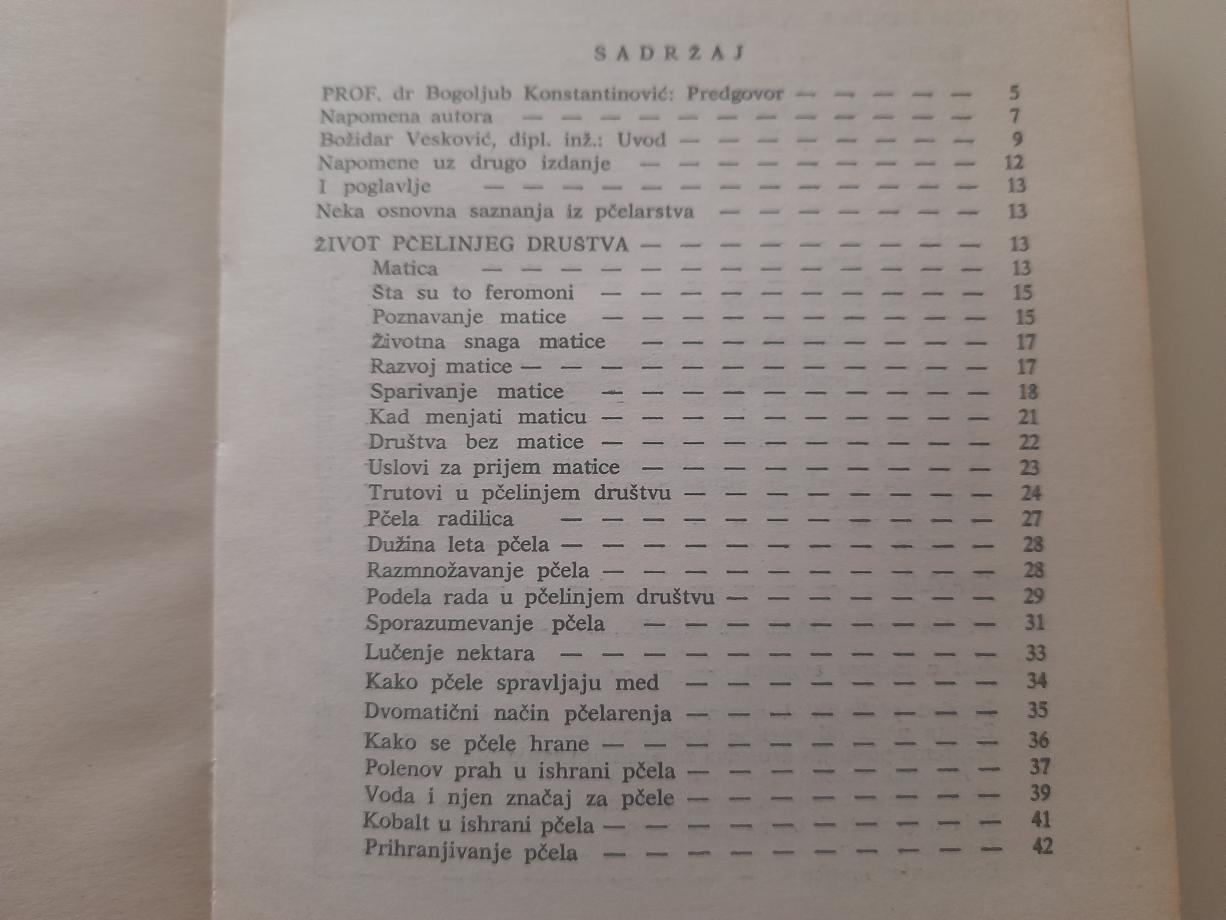 SADRŽAJ
PROF. dr Bogoljub Konstantinović: Predgovor — — — — — 5
Napomena autora — — — — — — — — — — — — 7
Božidar Vesković, dipl. inž.: Uvod — — — — — — — — 9
Napomene uz drugo izdanje — — — — — — — — — 12
I poglavlje — — — — — — — — — — — — — 13
Neka osnovna saznanja iz pčelarstva — — — — — — — 13
ŽIVOT PČELINJEG DRUŠTVA — — — — — — — — — 13
Matica — — — — — — — — — — — — — 13
Sta su to feromoni — — — — — — — — — — 15
Poznavanje matice — — — — — — — — — — 15
Životna snaga matice — — — — — — — — — 17
Razvoj matice — — — — — — — — — — — — 17
Sparivanje matice — — — — — — — — — — 18
Kad menjati maticu — — — — — — — — — — 21
Društva bez matice — — — — — — — — — — 22
Uslovi za prijem matice — — — — — — — — — 23
Trutovi u pčelinjem društvu — — — — — — — — 24
Pčela radilica — — — — — — — — — — — 27
Dužina leta pčela — — — — — — — — — — — 28
Razmnožavanje pčela — — — — — — — — — — 28
Podela rada u pčelinjem društvu — — — — — — — 29
Sporazumevanje pčela — — — — — — — — — 31
Lučenje nektara — — — — — — — — — — — 33
Kako pčele spravljaju med — — — — — — — — 34
Dvomatični način pčelarenja — — — — — — — — 35
Kako se pčele hrane — — — — — — — — — — 36
Polenov prah u ishrani pčela — — — — — — — — 37
Voda i njen značaj za pčele — — — — — — — — 39
Kobalt u ishrani pčela — — — — — — — — — — 41
Prihranjivanje pčela — — — — — — — — — — 42